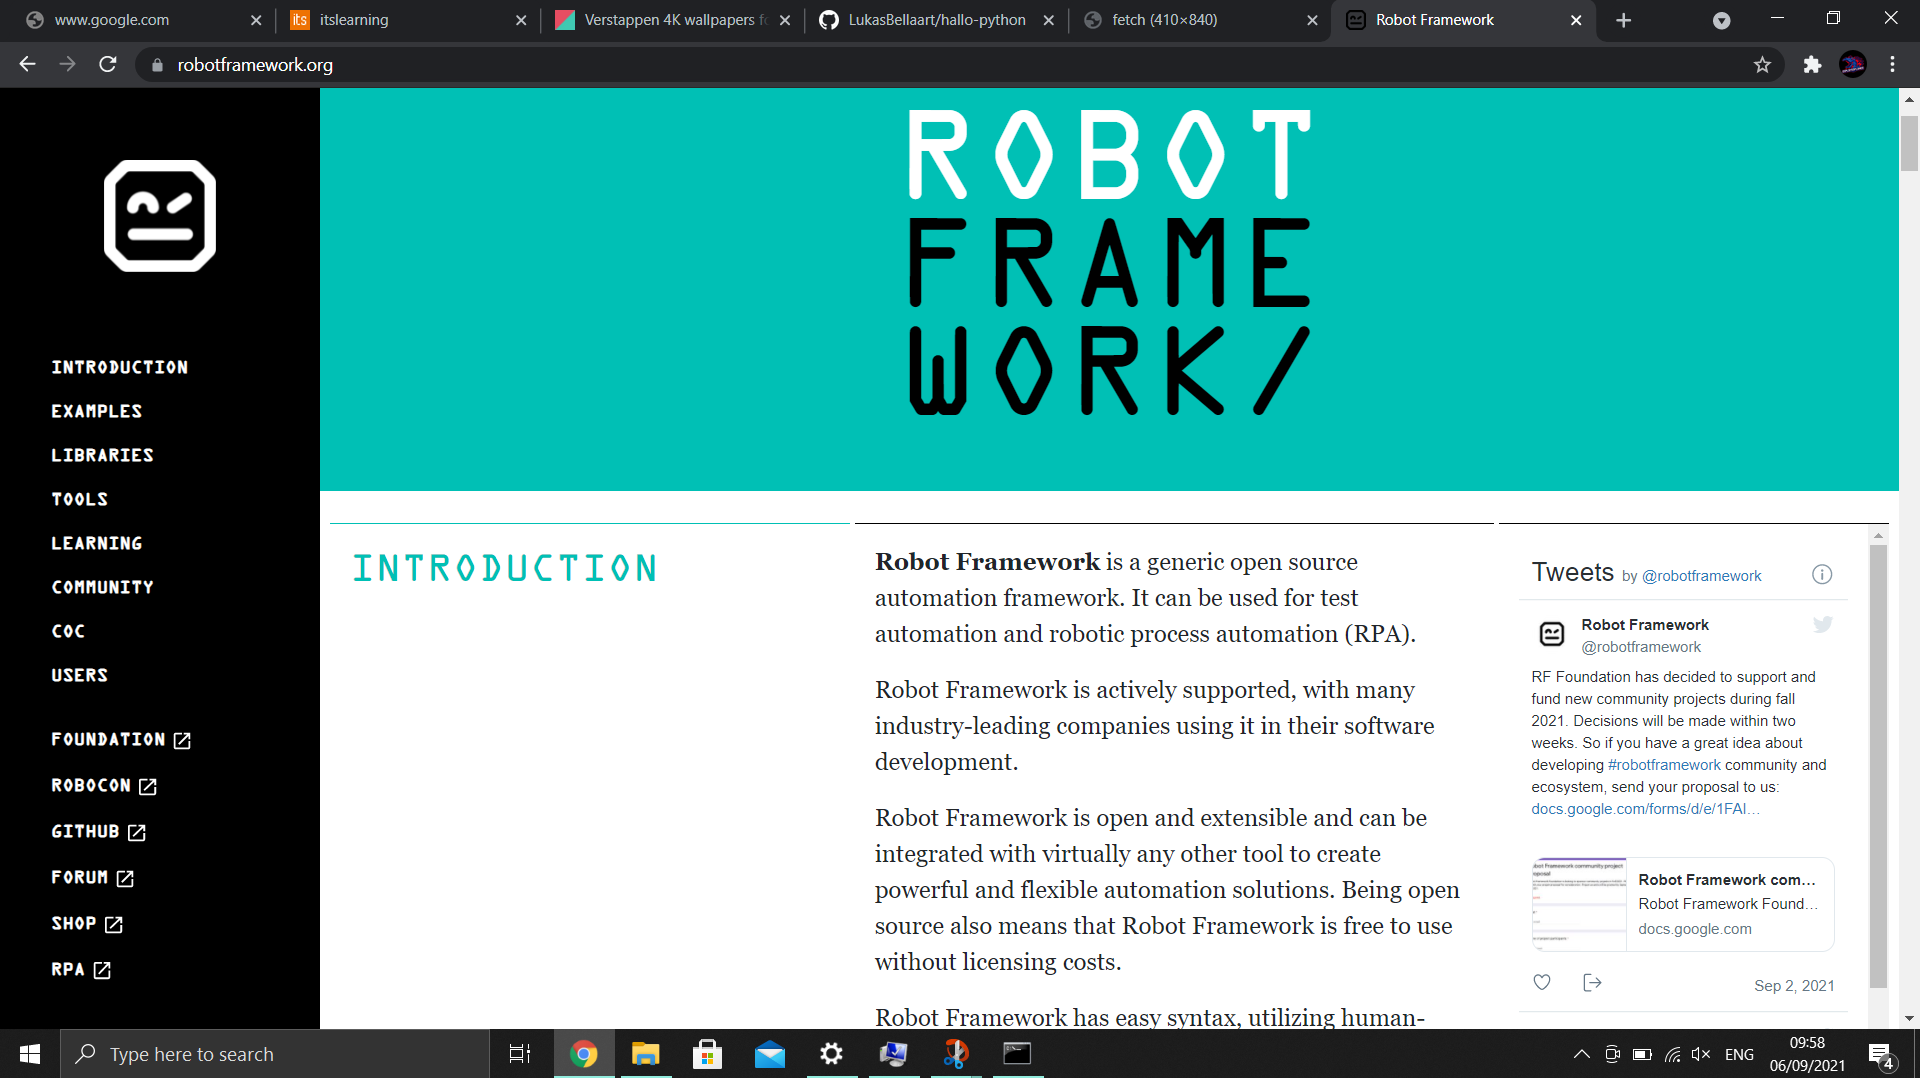 www.google.com
its itslearning
Verstappen 4K wallpapers f
LukasBellaart/hallo-python
fetch (410×840)
Robot Framework
robotframework.org
ROBOT
FRAME
WORK/
INTRODUCTION
EXAMPLES
LIBRARIES
TOOLS
LEARNING
COMMUNITY
COC
USERS
FOUNDATION
ROBOCON
GITHUB
FORUM
SHOP
RPA
INTRODUCTION
Robot Framework is a generic open source
automation framework. It can be used for test
automation and robotic process automation (RPA).
Robot Framework is actively supported, with many
industry-leading companies using it in their software
development.
Robot Framework is open and extensible and can be
integrated with virtually any other tool to create
powerful and flexible automation solutions. Being open
source also means that Robot Framework is free to use
without licensing costs.
Robot Framework has easy syntax, utilizing human-
Tweets by @robotframework
Robot Framework
@robotframework
RF Foundation has decided to support and
fund new community projects during fall
2021. Decisions will be made within two
weeks. So if you have a great idea about
developing #robotframework community and
ecosystem, send your proposal to us:
docs.google.com/forms/d/e/1FAI…
Robot Framework com…
Robot Framework Found…
docs.google.com
Sep 2, 2021
Type here to search
ENG
09:58
06/09/2021
4